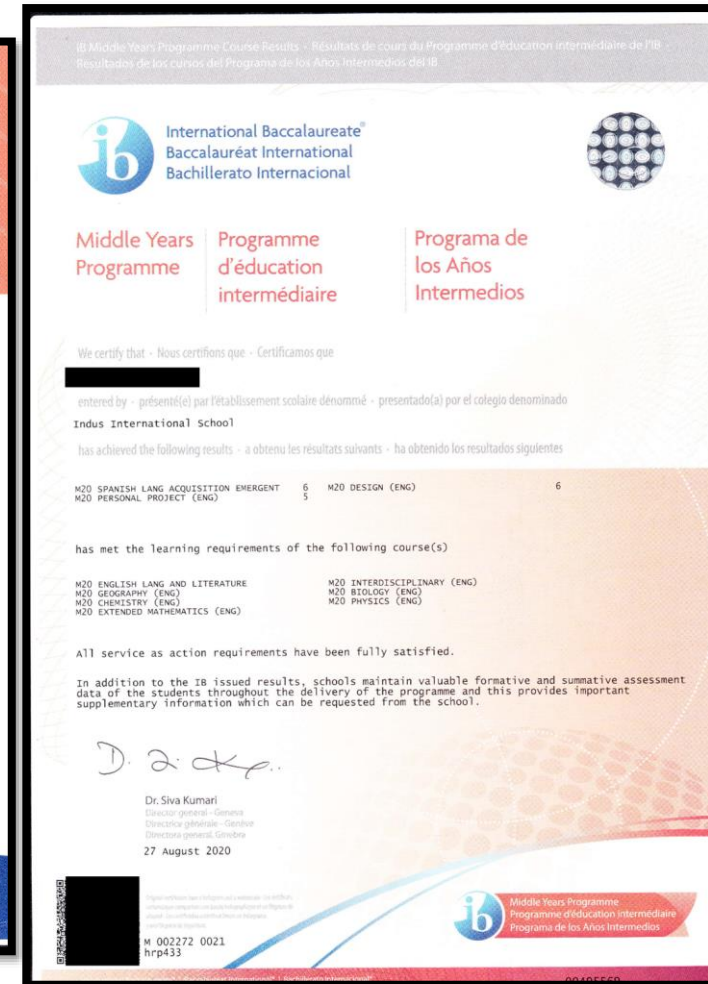 IB Middle Years Programme Course Results - Résultats de cours du Programme d'éducation intermédiaire de l'IB -
Resultados de los cursos del Programa de los Años Intermedios del IB
ib
International Baccalaureate®
Baccalauréat International
Bachillerato Internacional
Middle Years
Programme
Programme
d'éducation
intermédiaire
Programa de
los Años
Intermedios
We certify that - Nous certifions que - Certificamos que
entered by - présenté(e) par l'établissement scolaire dénommé - presentado(a) por el colegio denominado
Indus International School
has achieved the following results - a obtenu les résultats suivants - ha obtenido los resultados siguientes
M20 SPANISH LANG ACQUISITION EMERGENT 6 M20 DESIGN (ENG) 6
M20 PERSONAL PROJECT (ENG) 5
has met the learning requirements of the following course(s)
M20 ENGLISH LANG AND LITERATURE M20 INTERDISCIPLINARY (ENG)
M20 GEOGRAPHY (ENG) M20 BIOLOGY (ENG)
M20 CHEMISTRY (ENG) M20 PHYSICS (ENG)
M20 EXTENDED MATHEMATICS (ENG)
All service as action requirements have been fully satisfied.
In addition to the IB issued results, schools maintain valuable formative and summative assessment
data of the students throughout the delivery of the programme and this provides important
supplementary information which can be requested from the school.
Dr. Siva Kumari
Director general - Geneva
Directrice générale - Genève
Directora general, Ginebra
27 August 2020
M 002272 0021
hrp433
ib
Middle Years Programme
Programme d'éducation intermédiaire
Programa de los Años Intermedios